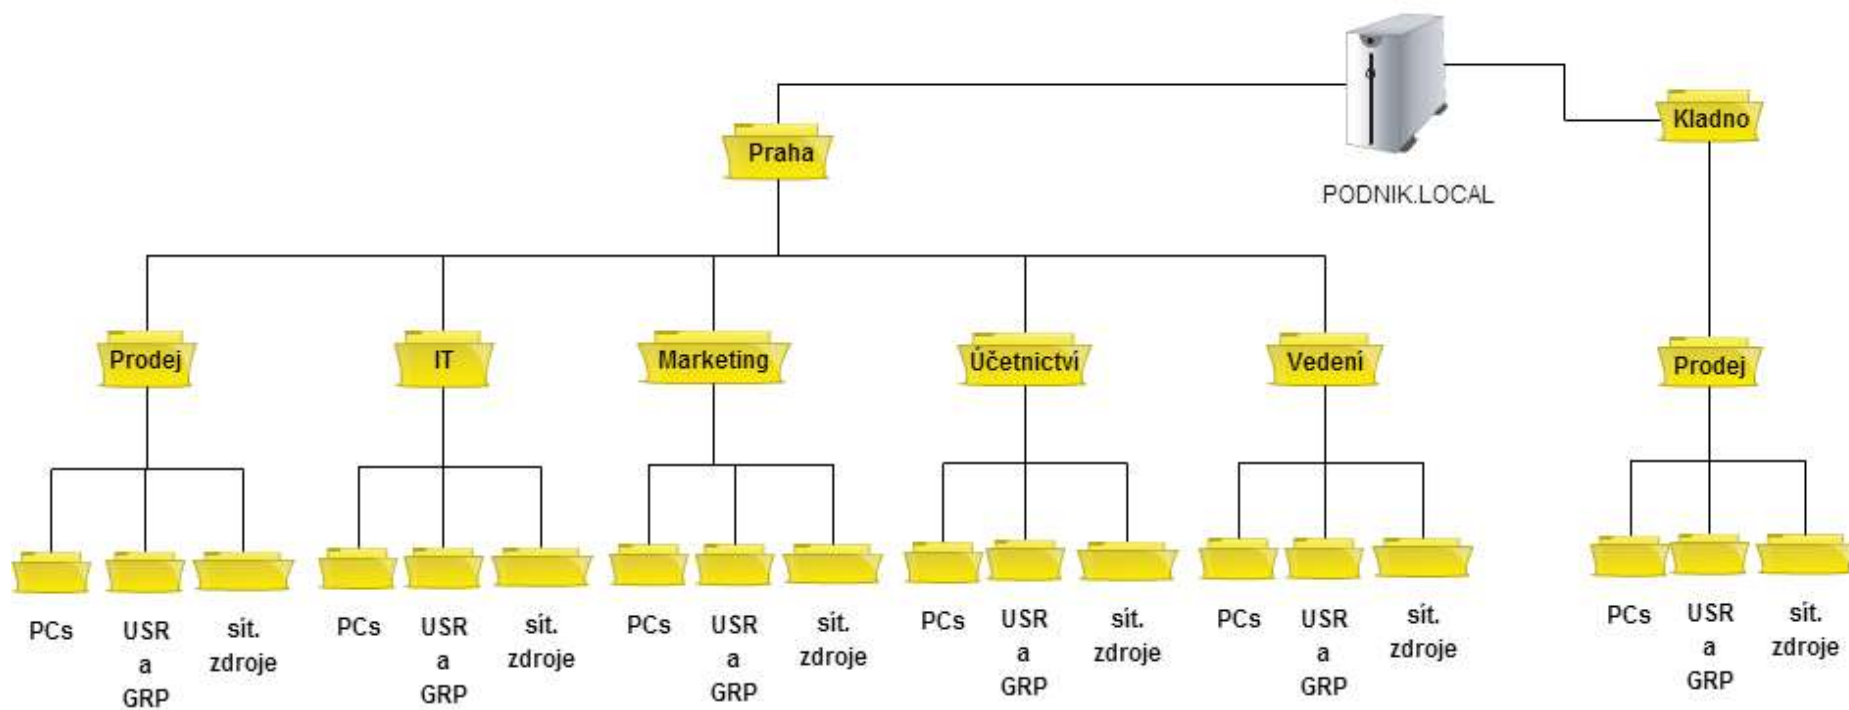 Kladno
Praha
PODNIK.LOCAL
Prodej
IT
Marketing
Účetnictví
Vedení
Prodej
PCs
USR
a
GRP
sít.
zdroje
PCs
USR
a
GRP
sít.
zdroje
PCs
USR
a
GRP
sít.
zdroje
PCs
USR
a
GRP
sít.
zdroje
PCs
USR
a
GRP
sít.
zdroje
PCs
USR
a
GRP
sít.
zdroje